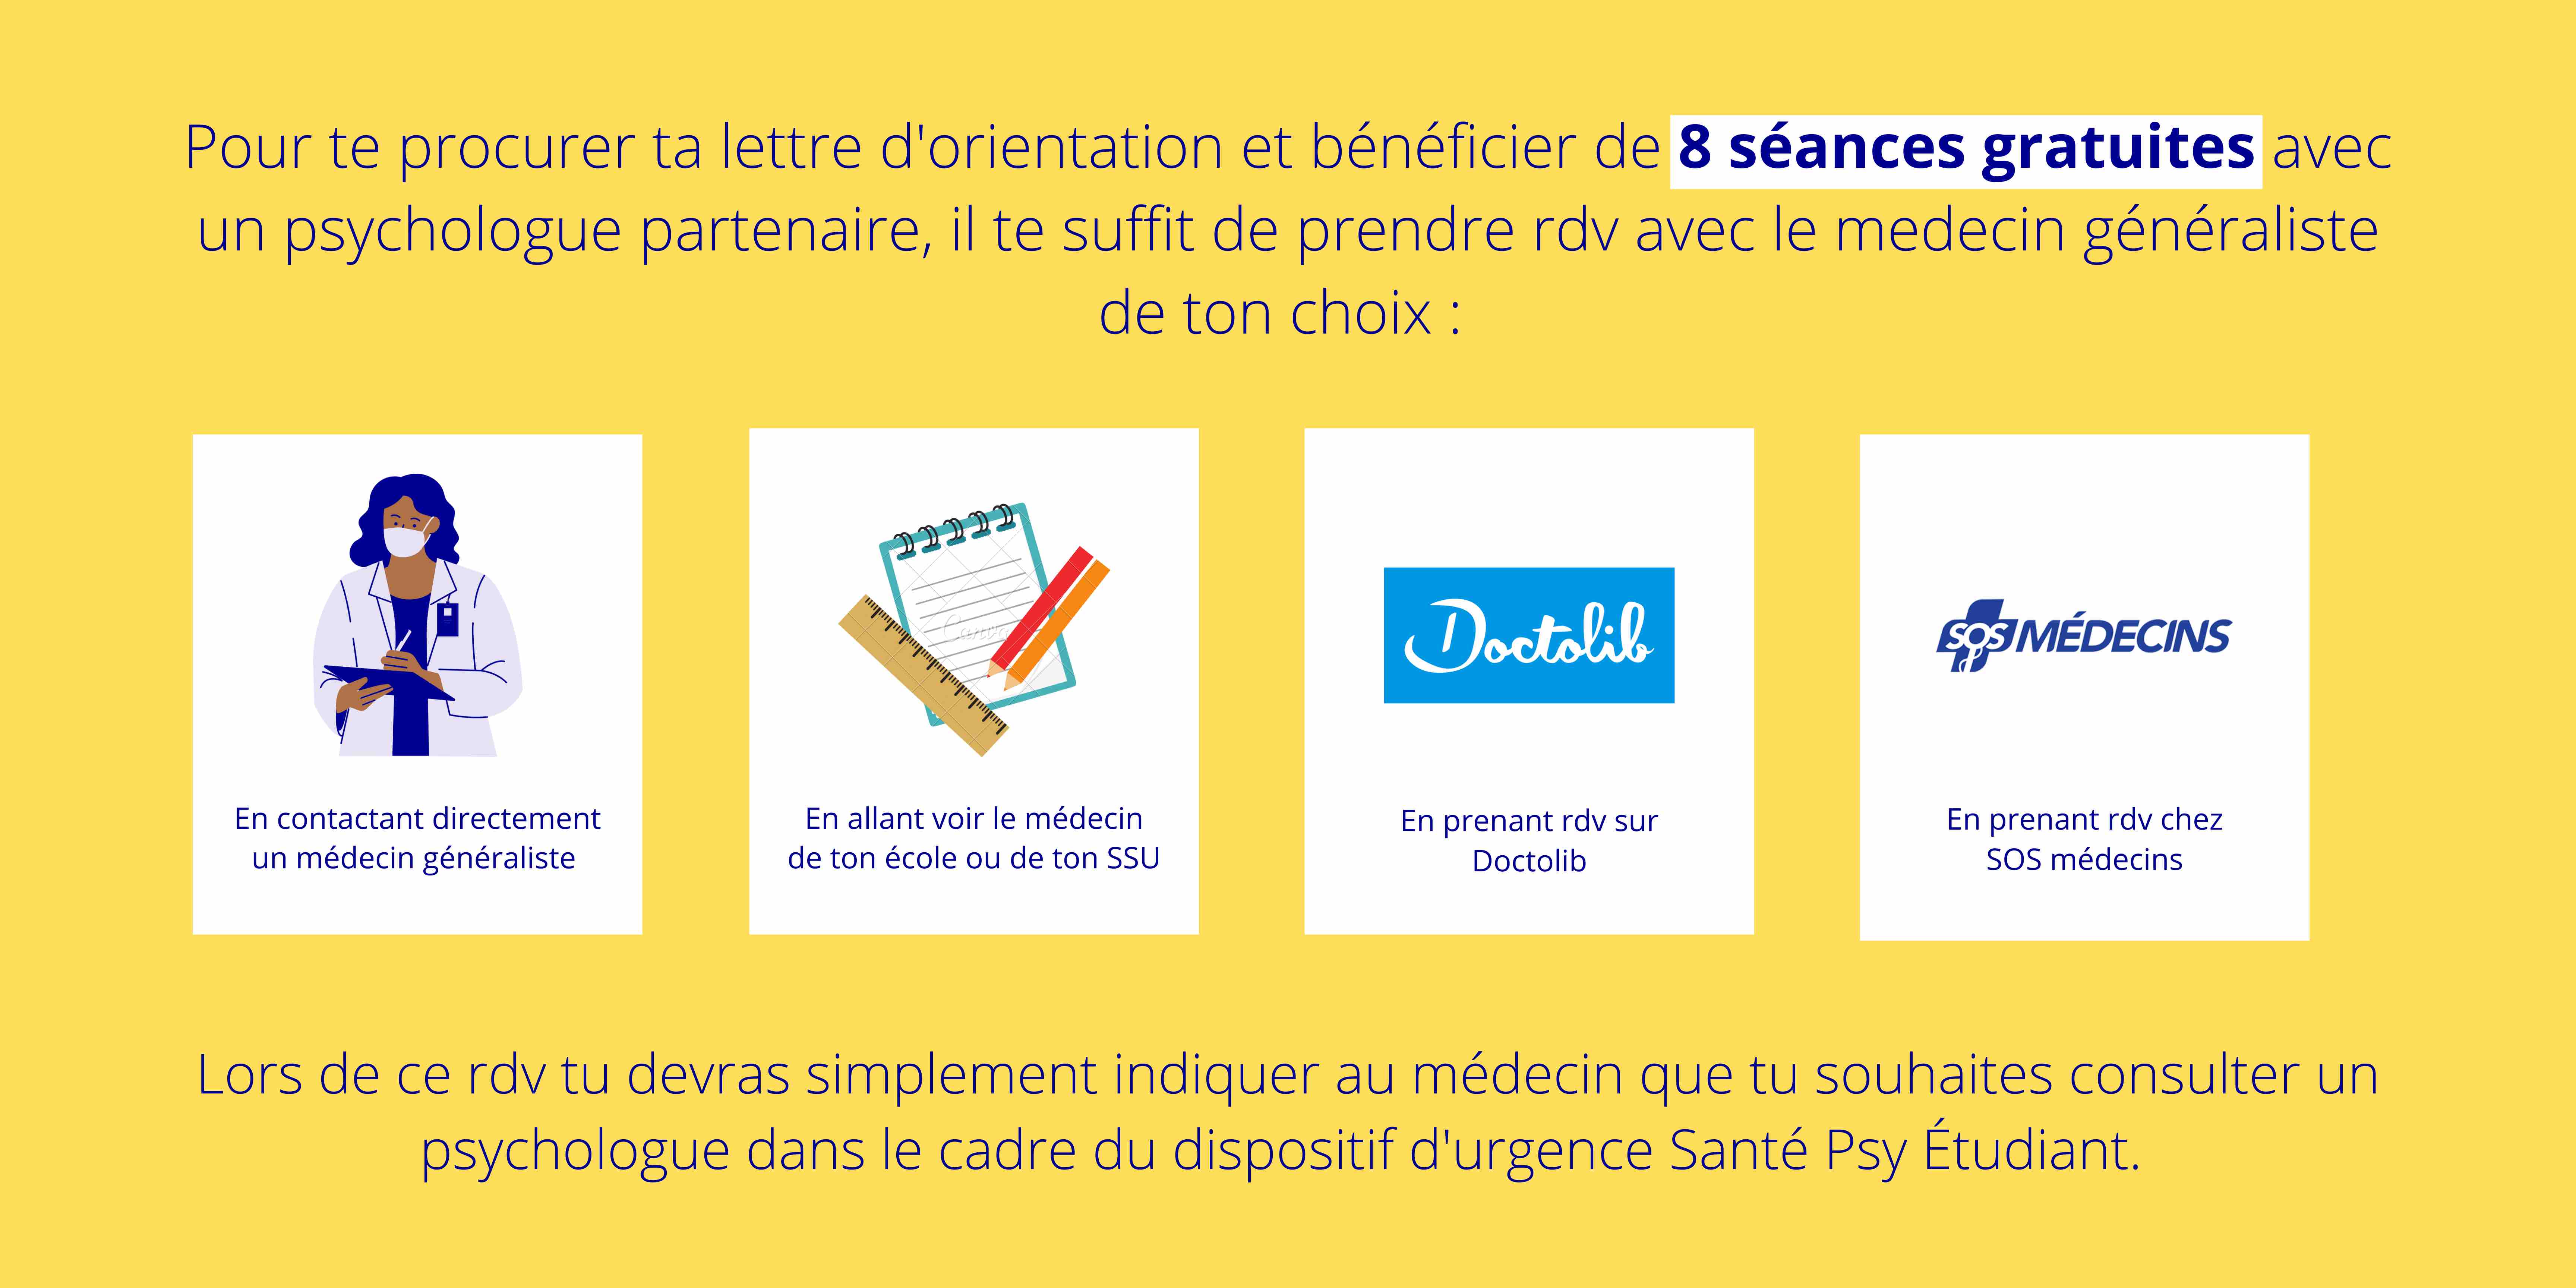 Pour te procurer ta lettre d'orientation et bénéficier de 8 séances gratuites avec
un psychologue partenaire, il te suffit de prendre rdv avec le medecin généraliste
de ton choix :
Canva
Doctolib
SOS MÉDECINS
En contactant directement
un médecin généraliste
En allant voir le médecin
de ton école ou de ton SSU
En prenant rdv sur
Doctolib
En prenant rdv chez
SOS médecins
Lors de ce rdv tu devras simplement indiquer au médecin que tu souhaites consulter un
psychologue dans le cadre du dispositif d'urgence Santé Psy Étudiant.